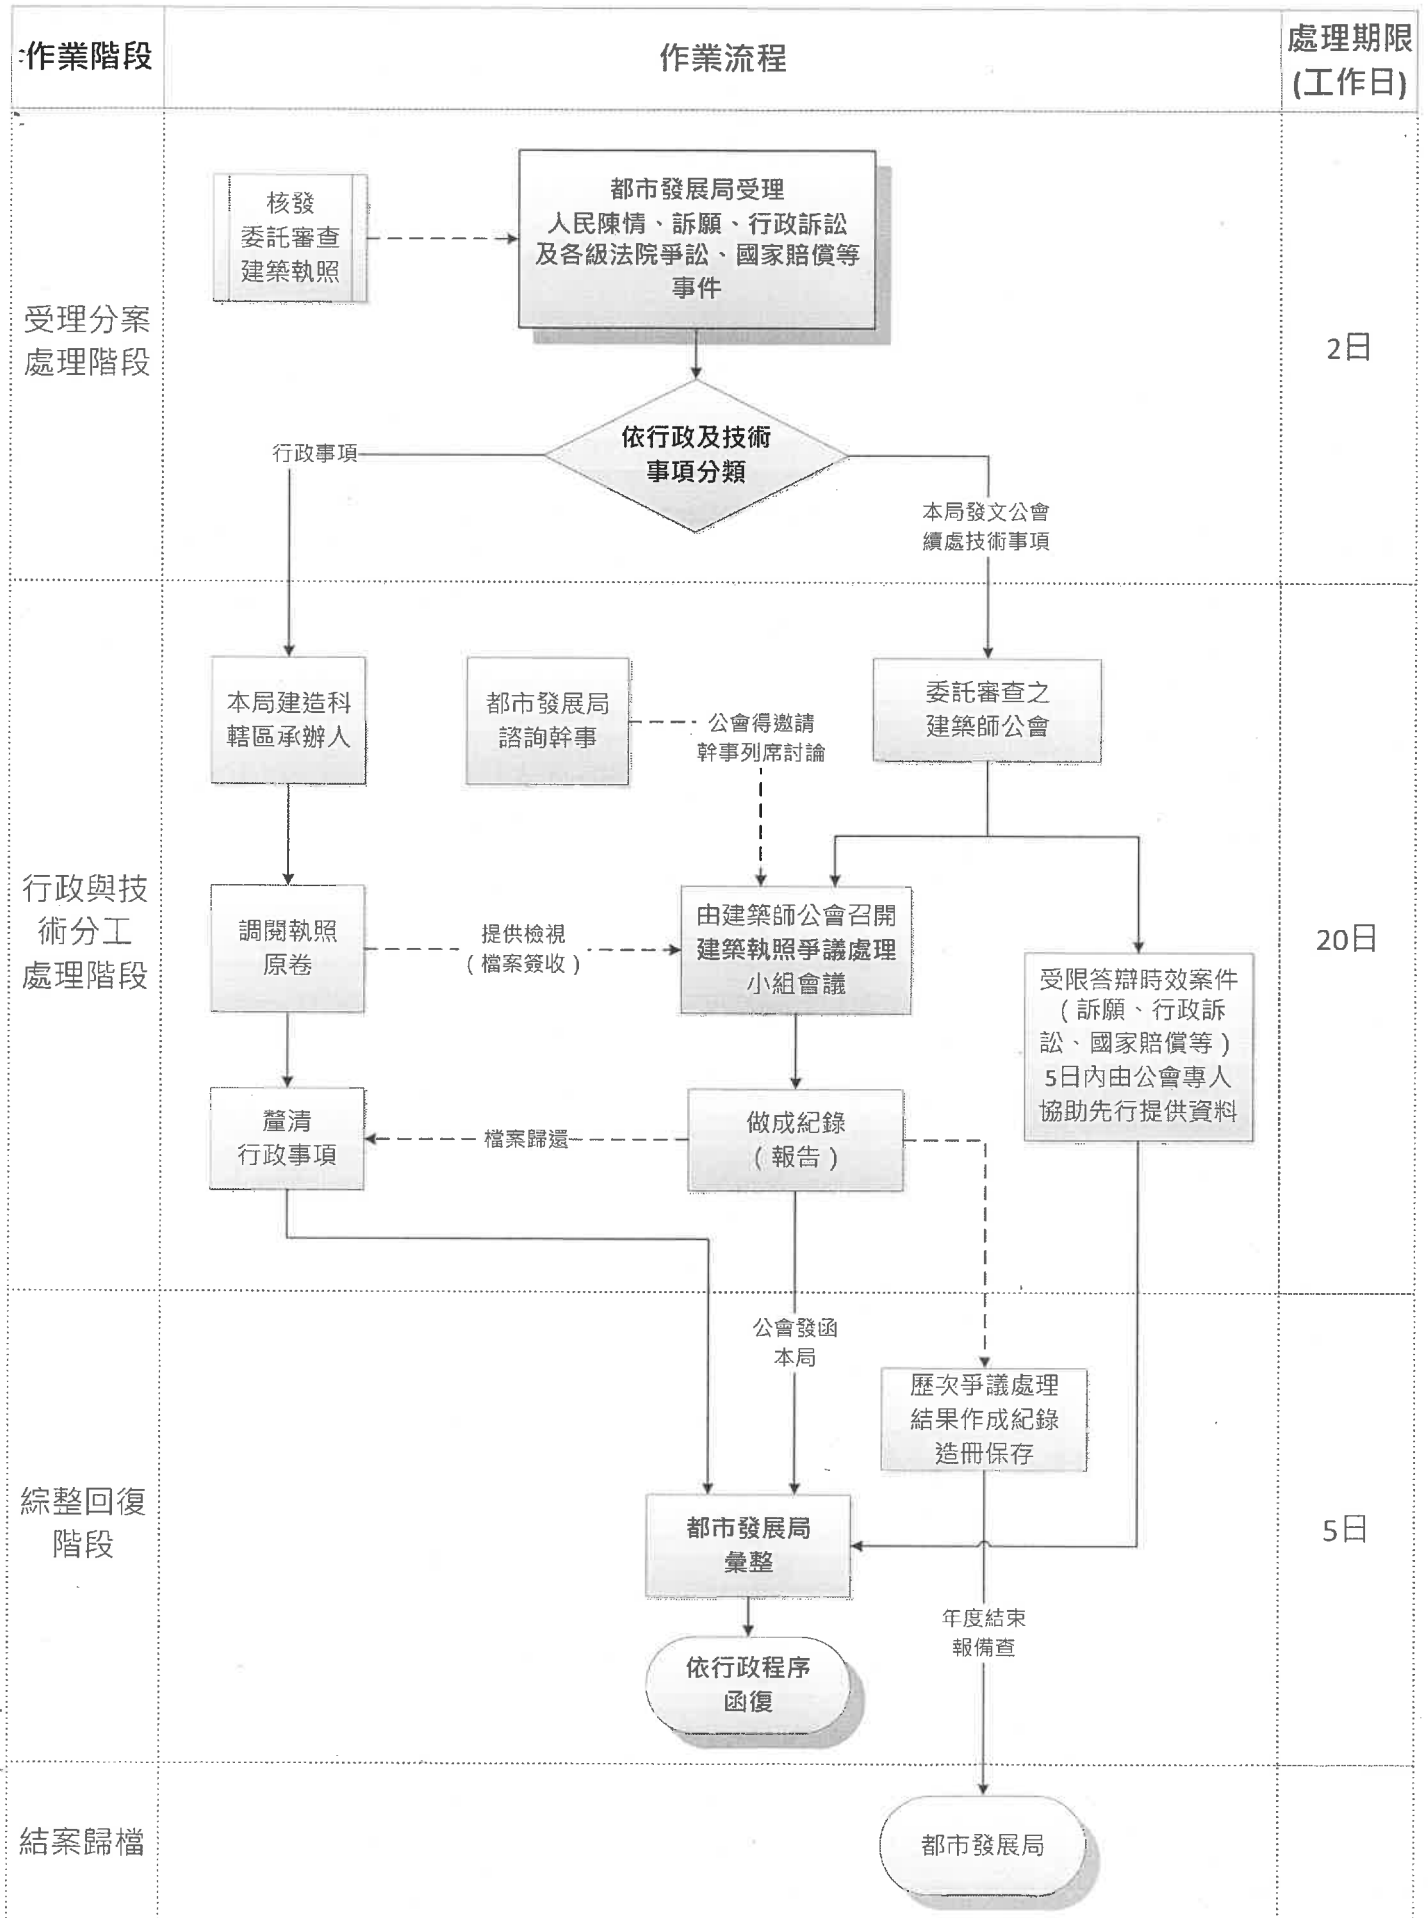 作業階段
作業流程
處理期限
(工作日)
受理分案
處理階段
核發
委託審查
建築執照
都市發展局受理
人民陳情、訴願、行政訴訟
及各級法院爭訟、國家賠償等
事件
2日
依行政及技術
事項分類
行政事項
本局發文公會
續處技術事項
行政與技
術分工
處理階段
本局建造科
轄區承辦人
都市發展局
諮詢幹事
公會得邀請
幹事列席討論
委託審查之
建築師公會
20日
調閱執照
原卷
提供檢視
(檔案簽收)
由建築師公會召開
建築執照爭議處理
小組會議
受限答辯時效案件
(訴願、行政訴
訟、國家賠償等)
5日內由公會專人
協助先行提供資料
釐清
行政事項
檔案歸還
做成紀錄
(報告)
綜整回復
階段
公會發函
本局
歷次爭議處理
結果作成紀錄
造冊保存
5日
都市發展局
彙整
年度結束
報備查
依行政程序
函復
結案歸檔
都市發展局